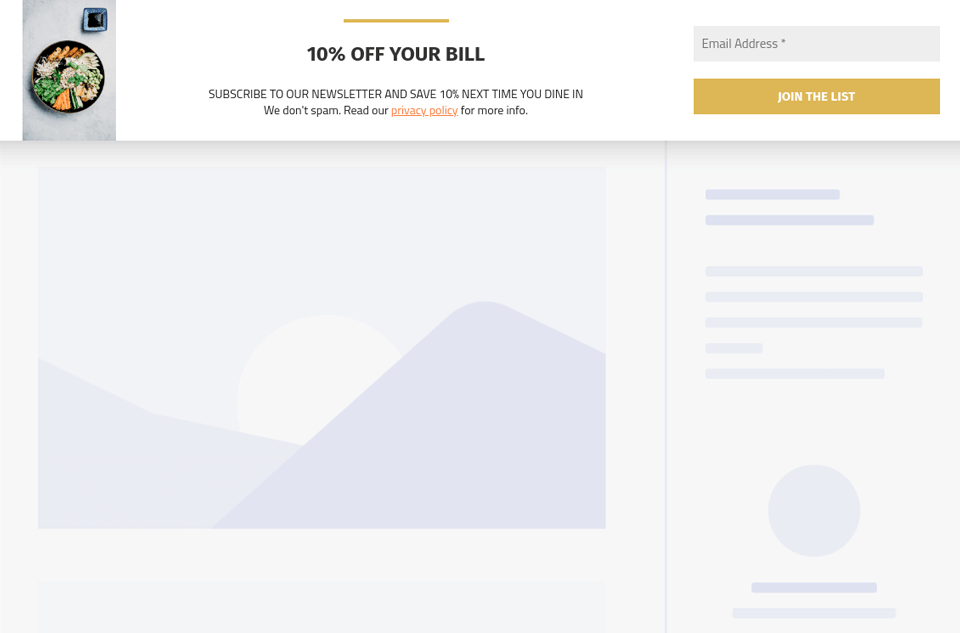 10% OFF YOUR BILL
SUBSCRIBE TO OUR NEWSLETTER AND SAVE 10% NEXT TIME YOU DINE IN
We don't spam. Read our privacy policy for more info.
Email Address *
JOIN THE LIST